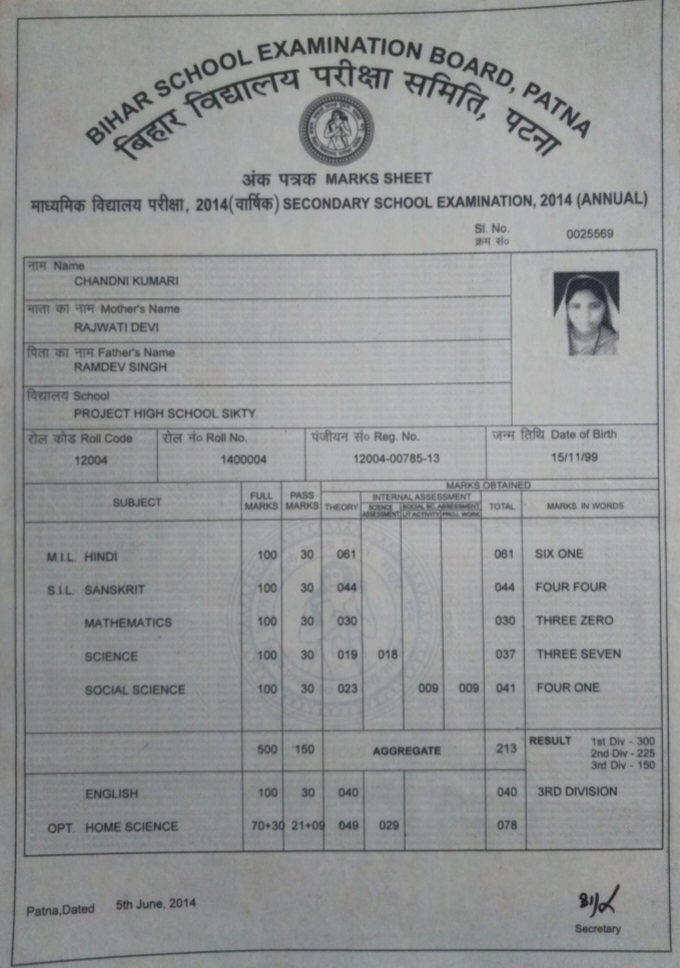 BIHAR SCHOOL EXAMINATION BOARD, PATNA
बिहार विद्यालय परीक्षा समिति, पटना
अंक पत्रक MARKS SHEET
माध्यमिक विद्यालय परीक्षा, 2014(वार्षिक) SECONDARY SCHOOL EXAMINATION, 2014 (ANNUAL)
Sl. No.
क्रम सं० 0025569
नाम Name
CHANDNI KUMARI
माता का नाम Mother's Name
RAJWATI DEVI
पिता का नाम Father's Name
RAMDEV SINGH
विद्यालय School
PROJECT HIGH SCHOOL SIKTY
रोल कोड Roll Code रोल नं० Roll No. पंजीयन सं० Reg. No. जन्म तिथि Date of Birth
12004 1400004 12004-00785-13 15/11/99
MARKS OBTAINED
SUBJECT FULL MARKS PASS MARKS THEORY INTERNAL ASSESSMENT TOTAL MARKS IN WORDS
SCIENCE ASSESSMENT SOCIAL SC. ASSESSMENT
LIT ACTIVITY PROJ. WORK
M.I.L. HINDI 100 30 061 061 SIX ONE
S.I.L. SANSKRIT 100 30 044 044 FOUR FOUR
MATHEMATICS 100 30 030 030 THREE ZERO
SCIENCE 100 30 019 018 037 THREE SEVEN
SOCIAL SCIENCE 100 30 023 009 009 041 FOUR ONE
500 150 AGGREGATE 213 RESULT 1st Div - 300
2nd Div - 225
3rd Div - 150
ENGLISH 100 30 040 040 3RD DIVISION
OPT. HOME SCIENCE 70+30 21+09 049 029 078
Patna,Dated 5th June, 2014
Secretary